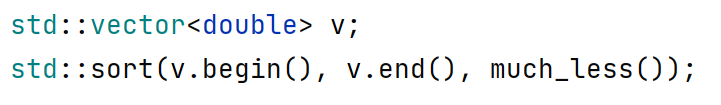 std::vector<double> v;
std::sort(v.begin(), v.end(), much_less());